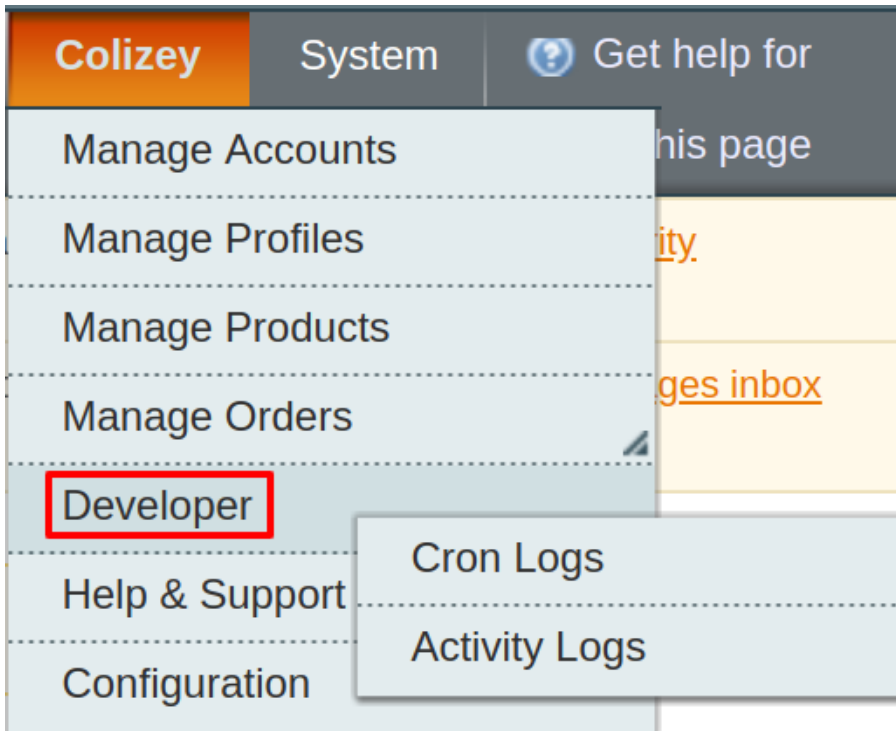 Colizey System Get help for
his page
Manage Accounts
Manage Profiles
ity
Manage Products
Manage Orders
ges inbox
Developer
Cron Logs
Help & Support
Activity Logs
Configuration